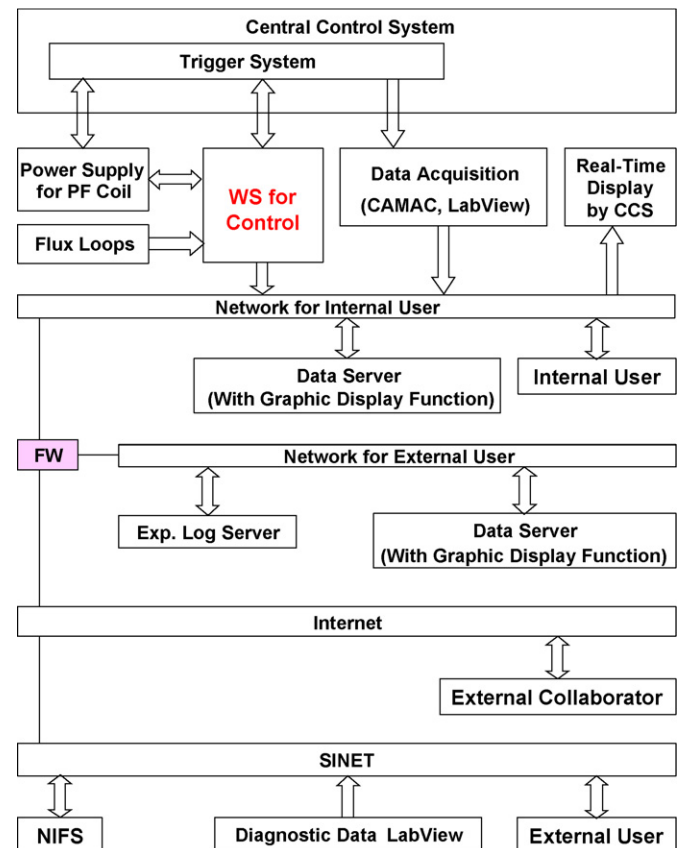 Central Control System
Trigger System
Power Supply
for PF Coil
WS for
Control
Data Acquisition
(CAMAC, LabView)
Real-Time
Display
by CCS
Flux Loops
Network for Internal User
Data Server
(With Graphic Display Function)
Internal User
FW
Network for External User
Exp. Log Server
Data Server
(With Graphic Display Function)
Internet
External Collaborator
SINET
NIFS
Diagnostic Data LabView
External User